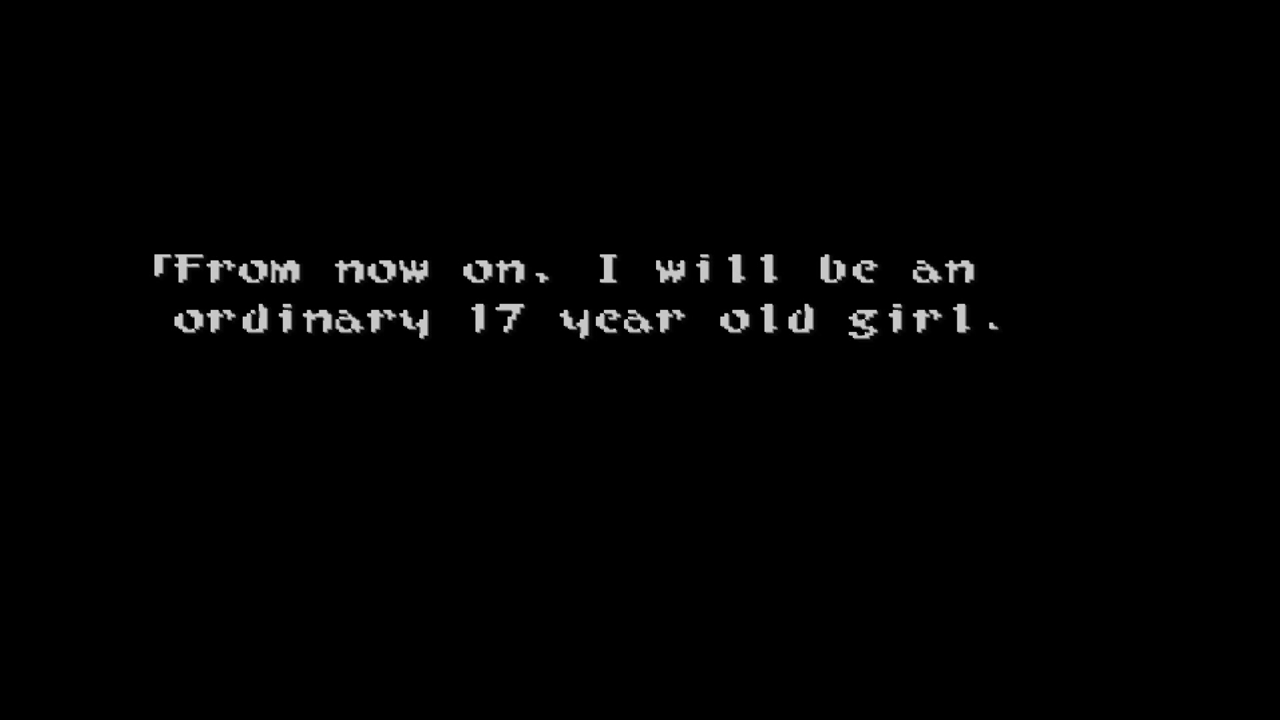 「From now on, I will be an
ordinary 17 year old girl.